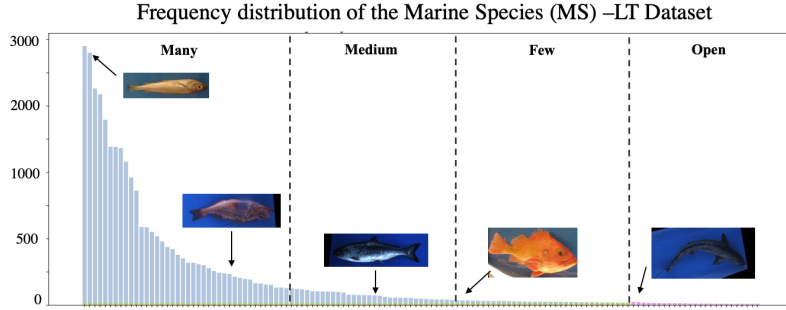 Frequency distribution of the Marine Species (MS) –LT Dataset
3000
Many
Medium
Few
Open
2000
1000
500
0